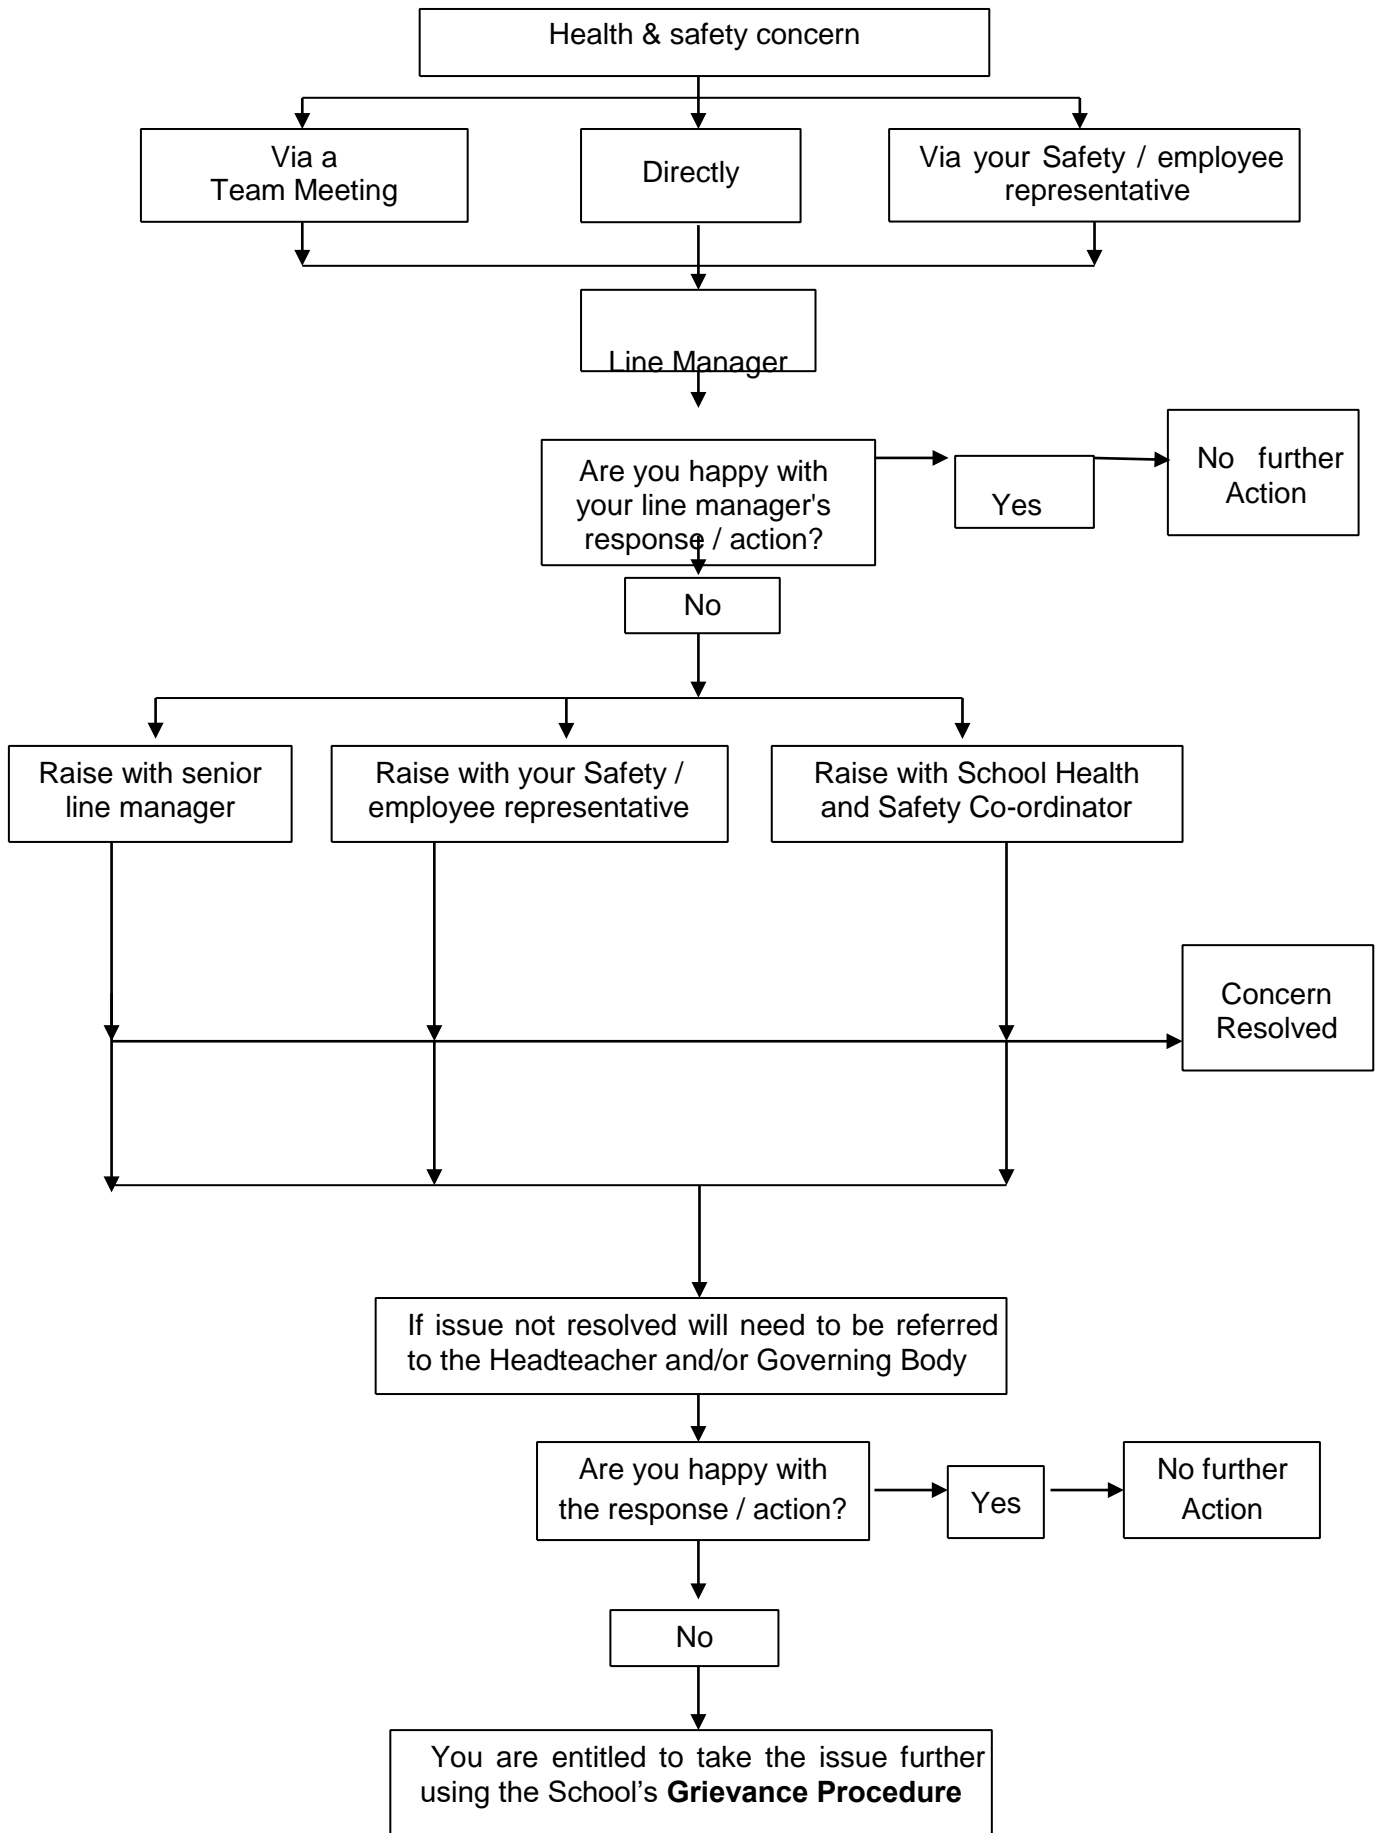 Health & safety concern
Via a
Team Meeting
Directly
Via your Safety / employee
representative
Line Manager
Are you happy with
your line manager's
response / action?
Yes
No further
Action
No
Raise with senior
line manager
Raise with your Safety /
employee representative
Raise with School Health
and Safety Co-ordinator
Concern
Resolved
If issue not resolved will need to be referred
to the Headteacher and/or Governing Body
Are you happy with
the response / action?
Yes
No further
Action
No
You are entitled to take the issue further
using the School’s Grievance Procedure